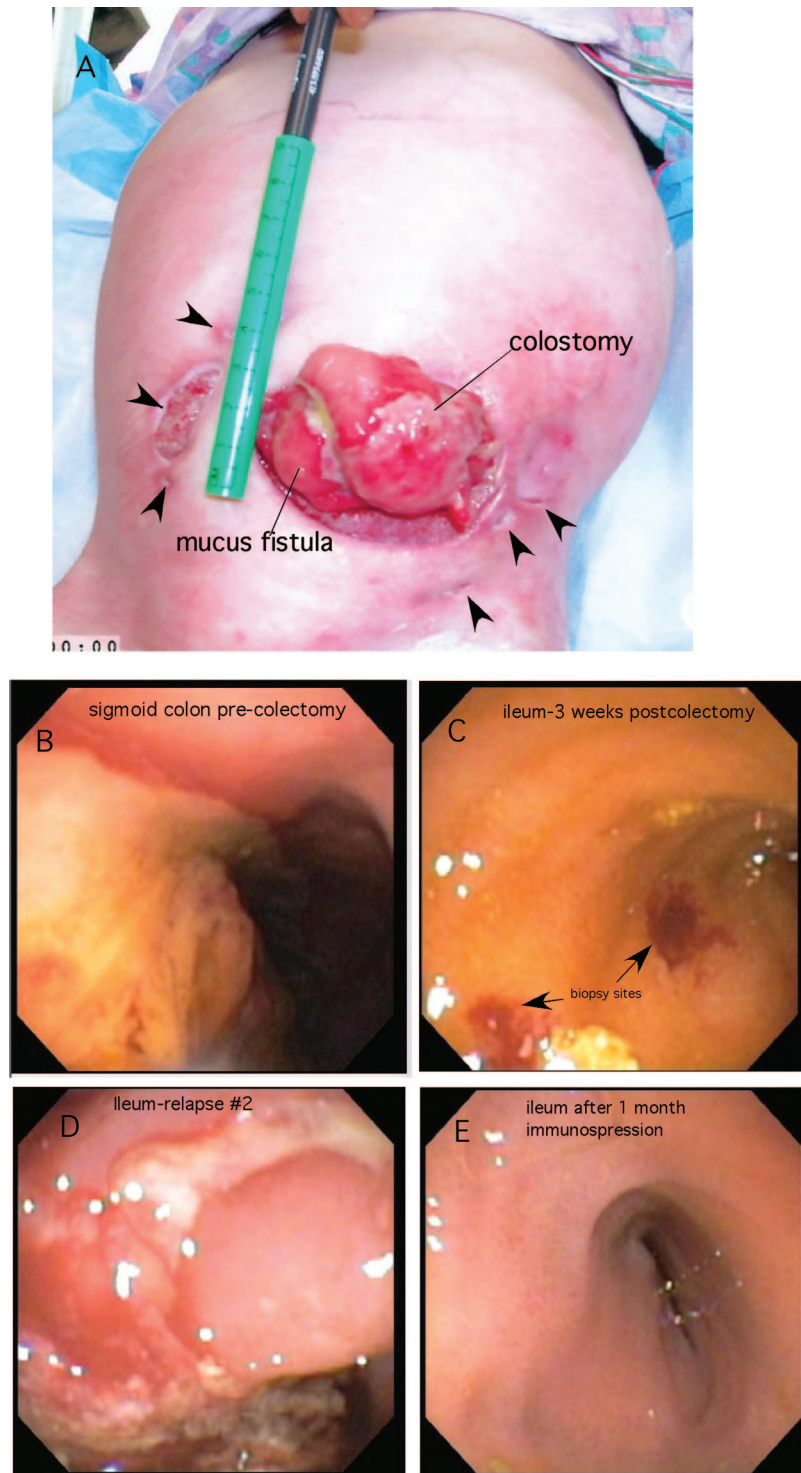 A
colostomy
mucus fistula
00:00
B
sigmoid colon pre-colectomy
C
ileum-3 weeks postcolectomy
biopsy sites
D
Ileum-relapse #2
E
ileum after 1 month
immunospression